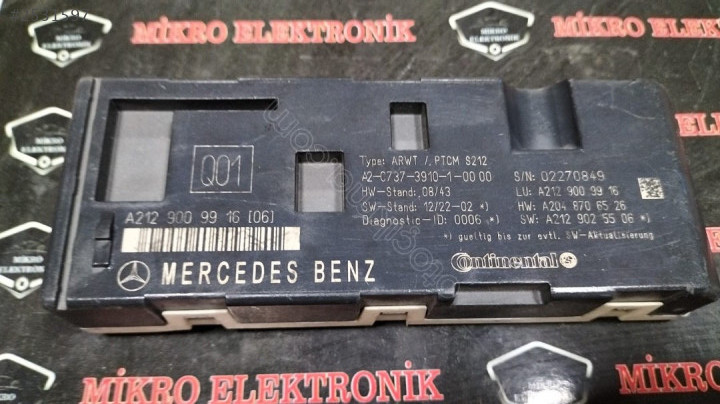 MİKRO ELEKTRONİK
MİKRO ELEKTRONİK
MİKRO ELEKTRONİK
Q01
A212 900 99 16 [06]
MERCEDES BENZ
Type: ARWT /, PTCM S212
A2-C737-3910-1-00 00
HW-Stand: 08/43
SW-Stand: 12/22-02 *)
Diagnostic-ID: 0006 *)
S/N: 02270849
LU: A212 900 99 16
HW: A204 870 65 26
SW: A212 902 55 06 *)
*) gueltig bis zur evtl. SW-Aktualisierung
Continental
MİKRO ELEKTRONİK
MİKRO ELEKTRONİK